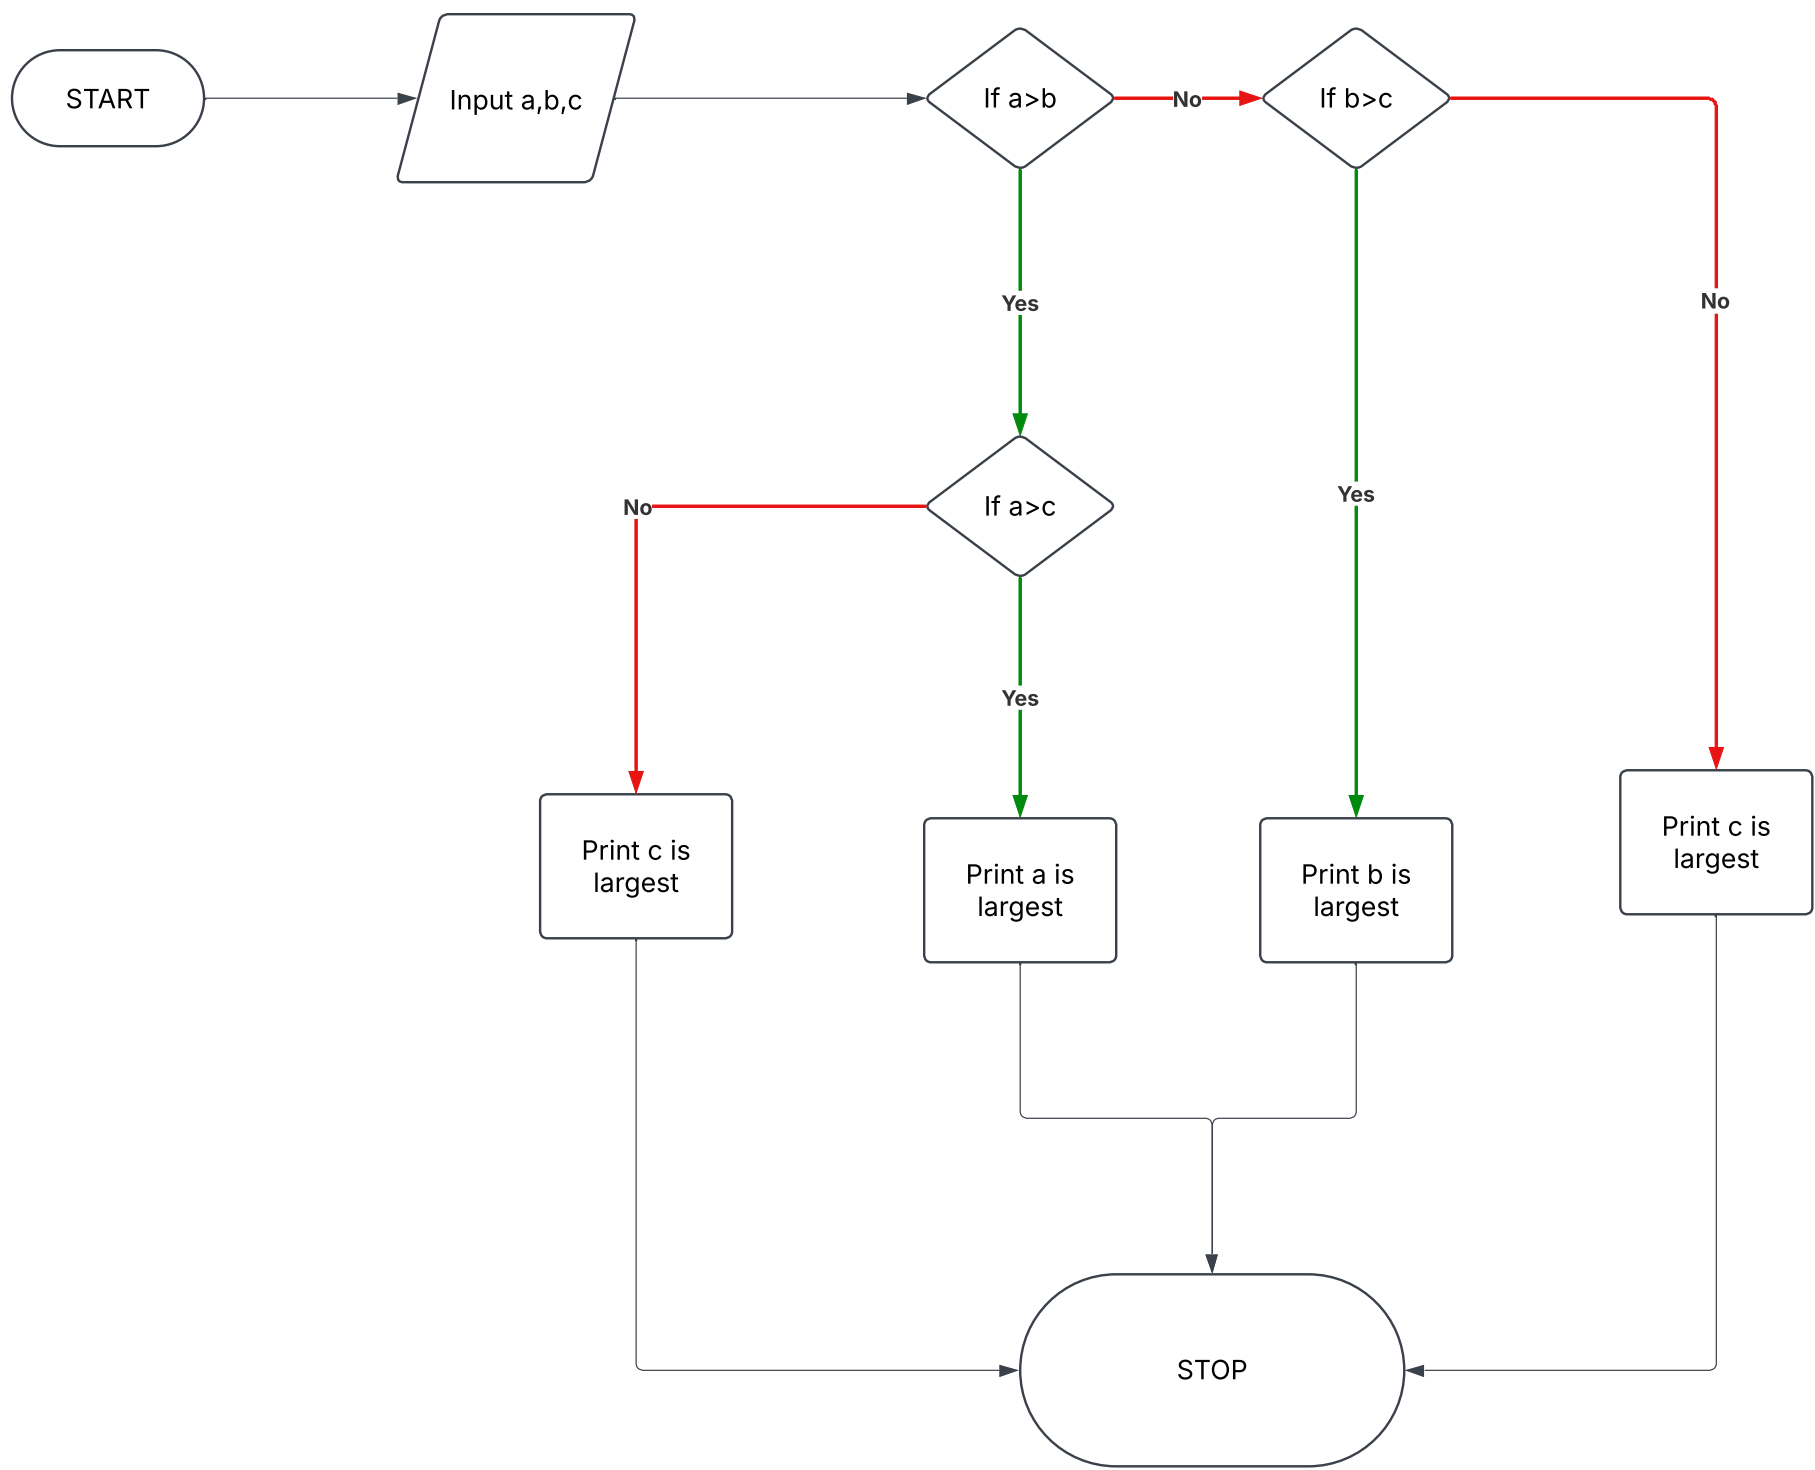 START
Input a,b,c
If a>b
No
If b>c
Yes
No
If a>c
No
Yes
Yes
Print c is
largest
Print a is
largest
Print b is
largest
Print c is
largest
STOP